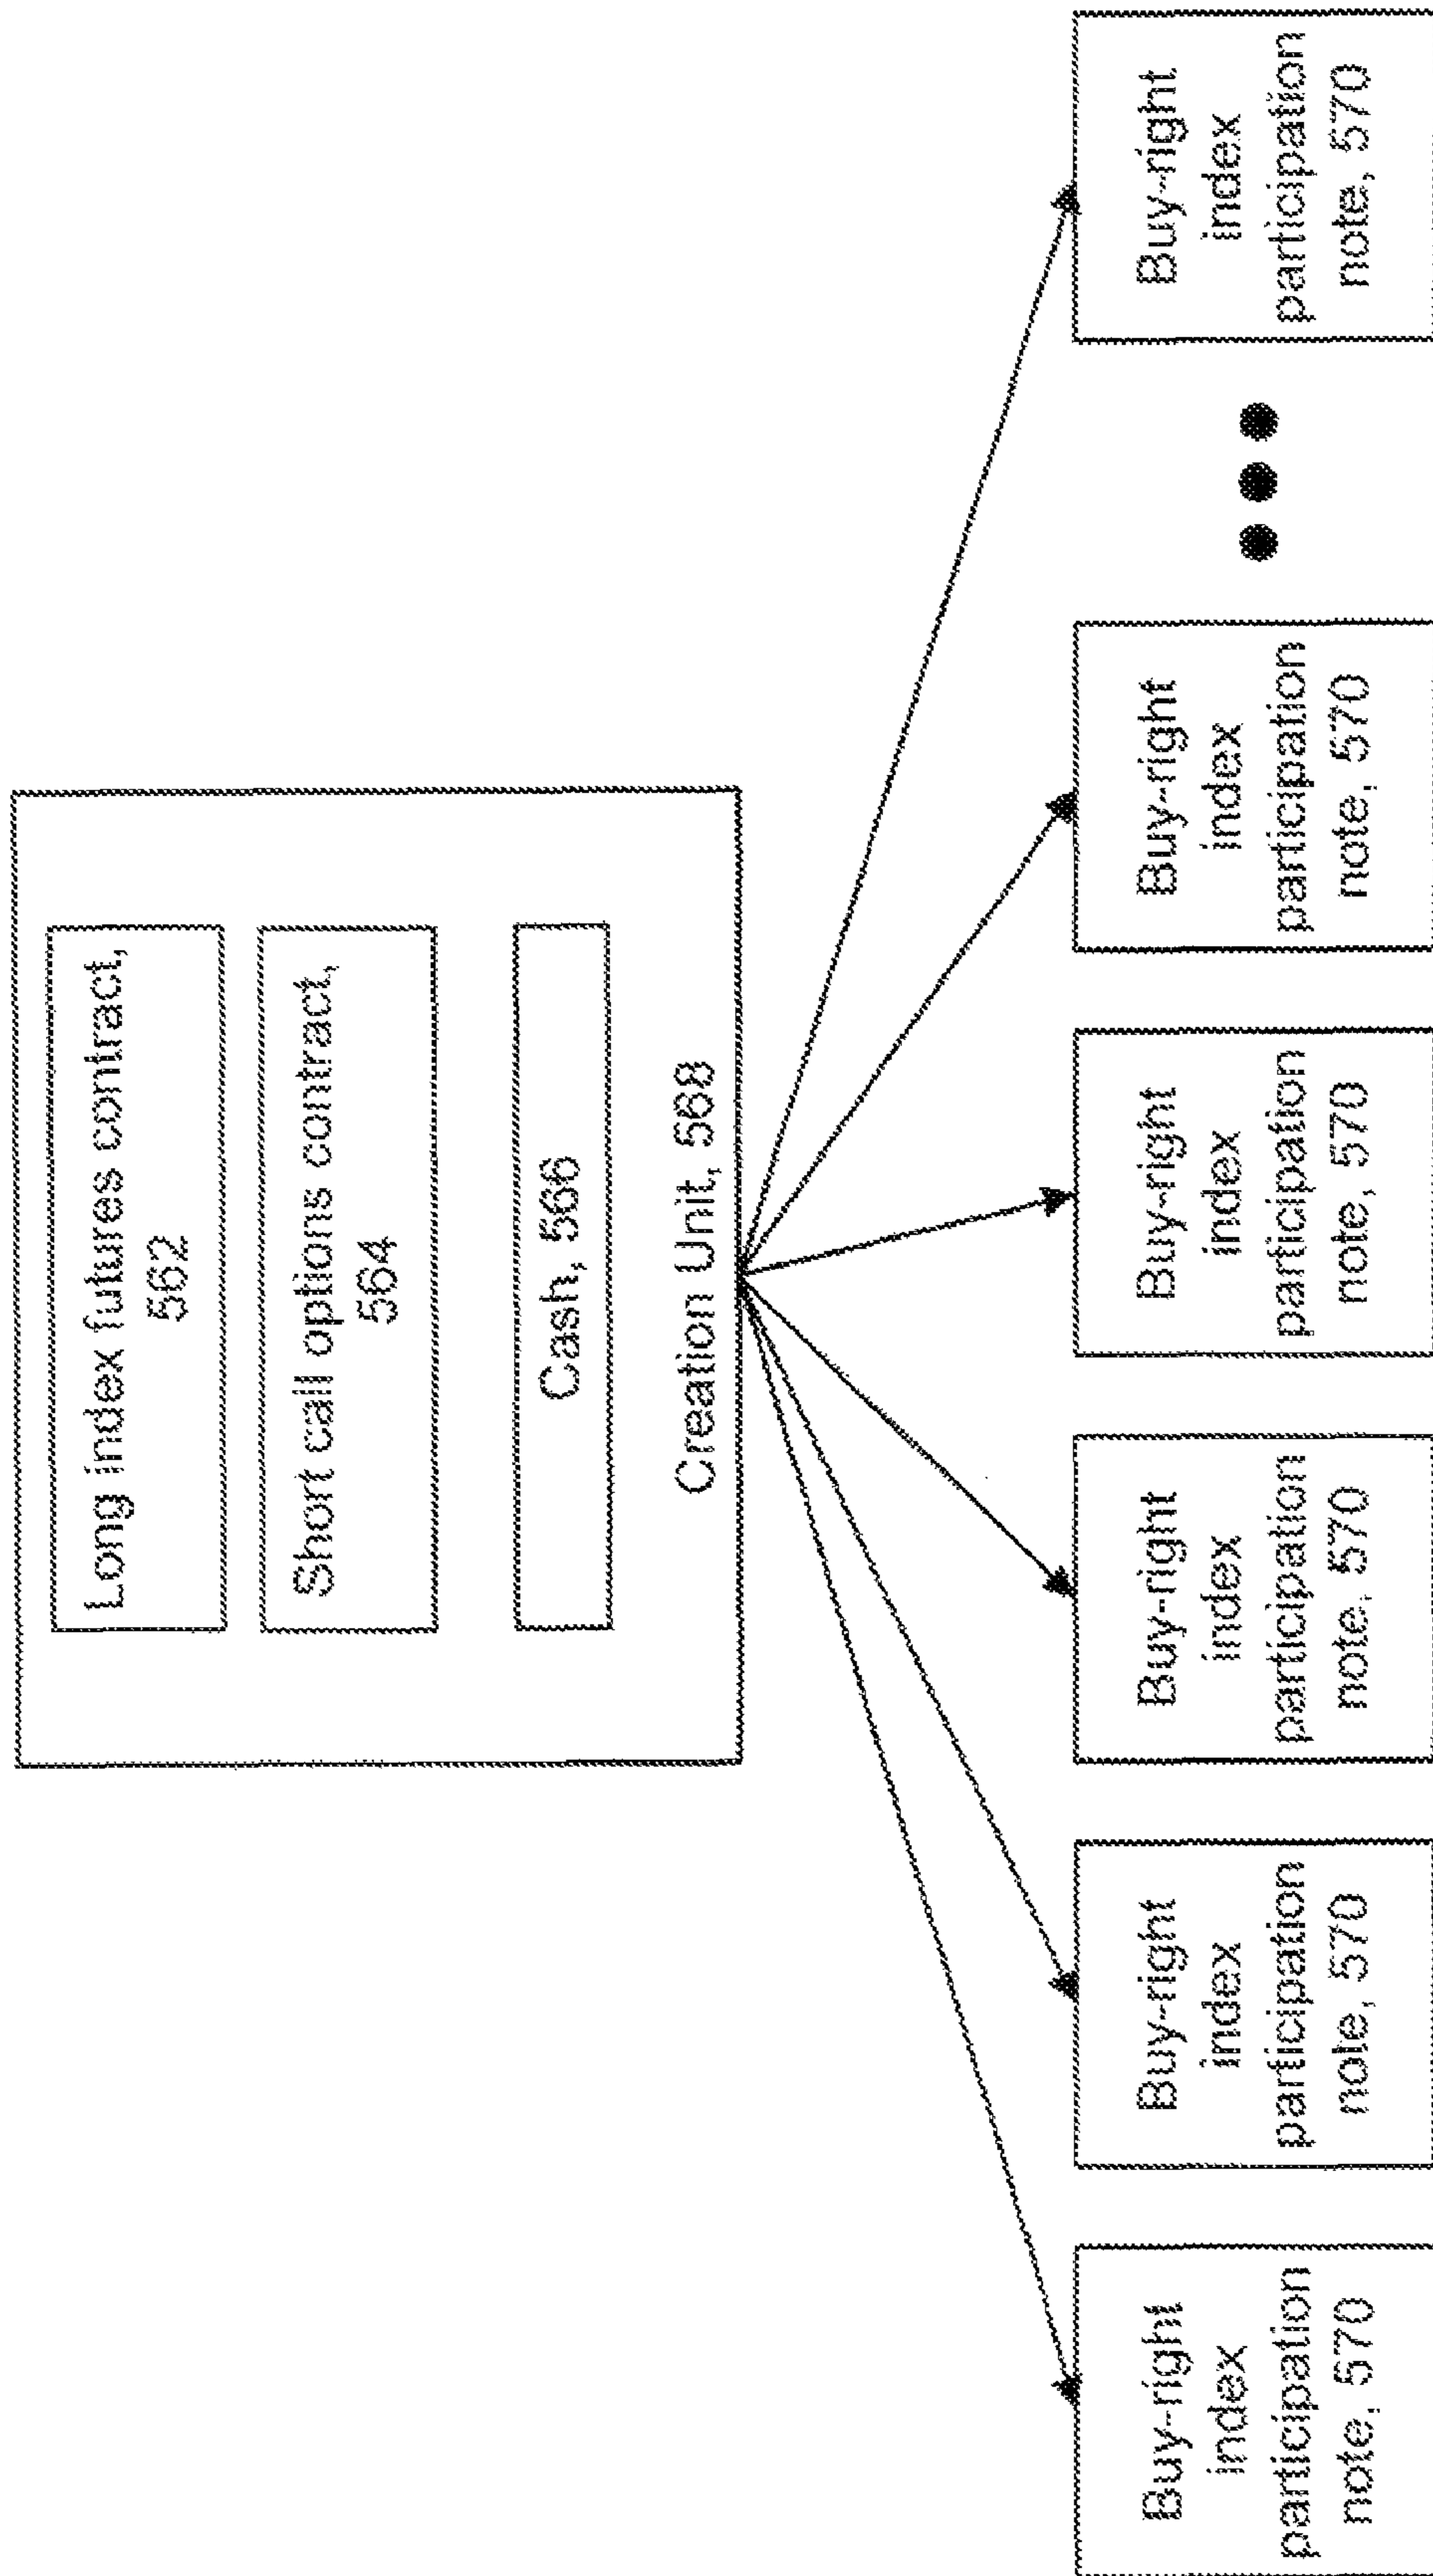 Long index futures contract,
562
Short call options contract,
564
Cash, 566
Creation Unit, 568
Buy-right
index
participation
note, 570
Buy-right
index
participation
note, 570
Buy-right
index
participation
note, 570
Buy-right
index
participation
note, 570
Buy-right
index
participation
note, 570
Buy-right
index
participation
note, 570